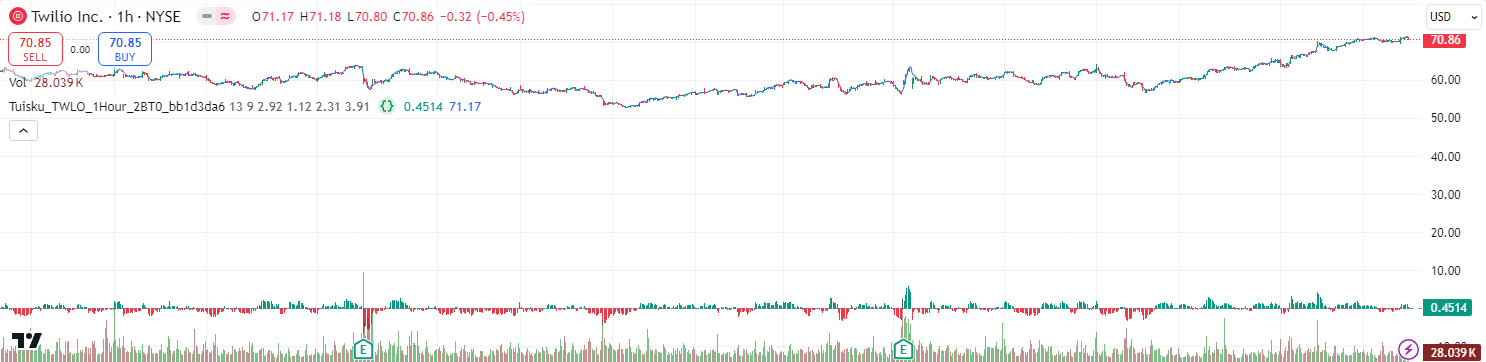 Twilio Inc. · 1h · NYSE O71.17 H71.18 L70.80 C70.86 −0.32 (−0.45%) USD
70.85 SELL 0.00 70.85 BUY
70.86
Vol 28.039 K
60.00
Tuisku_TWLO_1Hour_2BT0_bb1d3da6 13 9 2.92 1.12 2.31 3.91 {} 0.4514 71.17
50.00
40.00
30.00
20.00
10.00
0.4514
E E
28.039 K